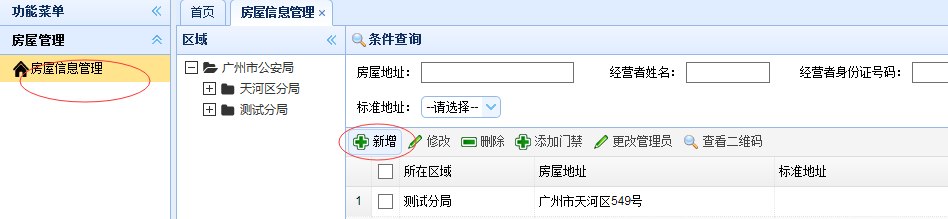 功能菜单
房屋管理
房屋信息管理
首页 房屋信息管理 ×
区域
广州市公安局
天河区分局
测试分局
条件查询
房屋地址： 经营者姓名： 经营者身份证号码：
标准地址： --请选择--
新增 修改 删除 添加门禁 更改管理员 查看二维码
所在区域 房屋地址 标准地址
1 测试分局 广州市天河区549号